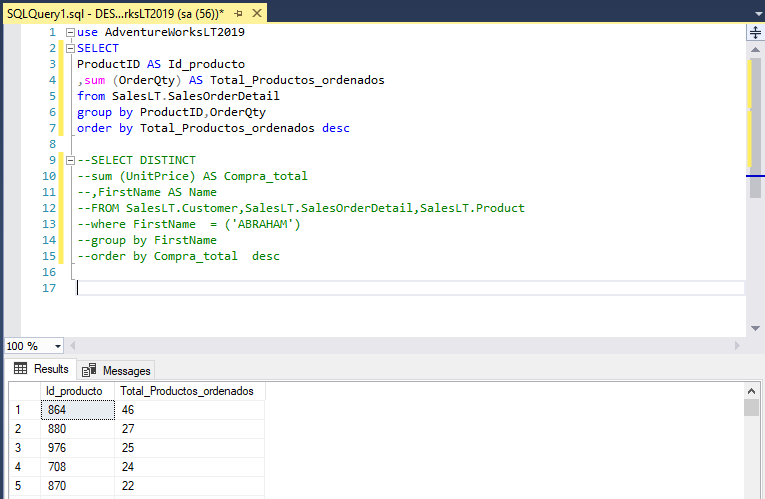 SQLQuery1.sql - DES...rksLT2019 (sa (56))*
1 use AdventureWorksLT2019
2 SELECT
3 ProductID AS Id_producto
4 ,sum (OrderQty) AS Total_Productos_ordenados
5 from SalesLT.SalesOrderDetail
6 group by ProductID,OrderQty
7 order by Total_Productos_ordenados desc
8
9 --SELECT DISTINCT
10 --sum (UnitPrice) AS Compra_total
11 --,FirstName AS Name
12 --FROM SalesLT.Customer,SalesLT.SalesOrderDetail,SalesLT.Product
13 --where FirstName  = ('ABRAHAM')
14 --group by FirstName
15 --order by Compra_total  desc
16
17
100 %
Results Messages
Id_producto Total_Productos_ordenados
1 864 46
2 880 27
3 976 25
4 708 24
5 870 22